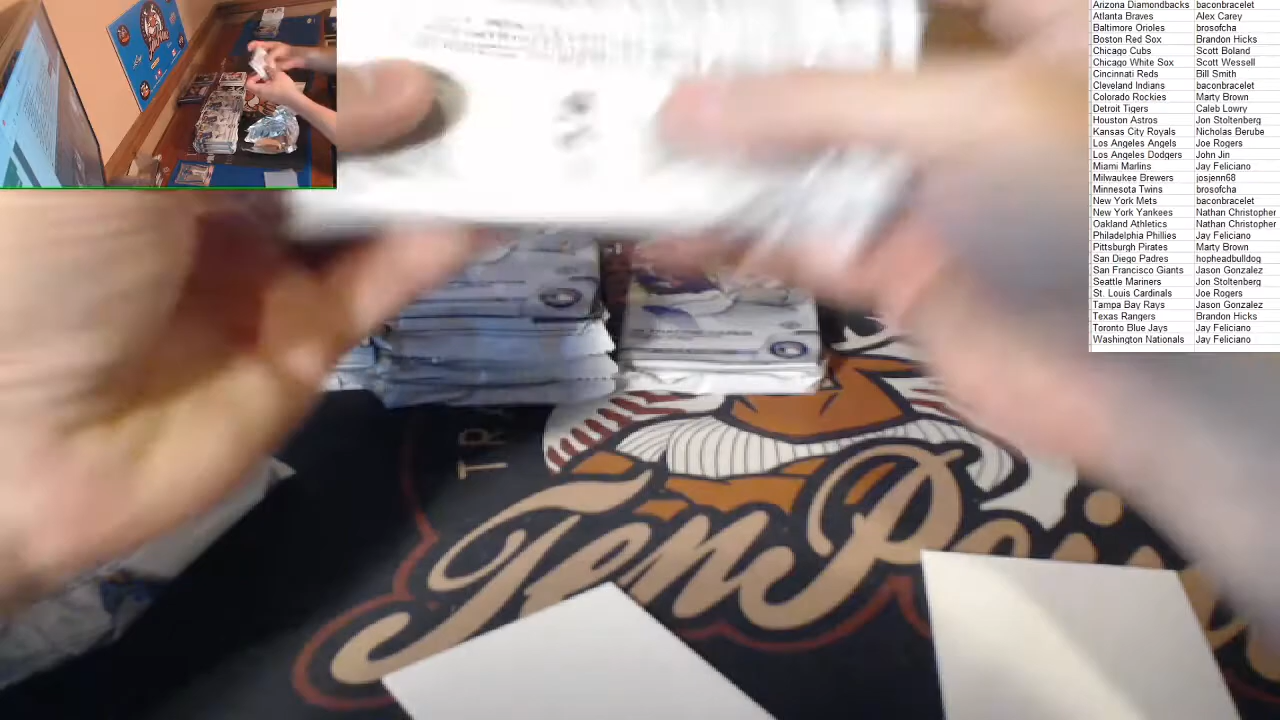 Arizona Diamondbacks baconbracelet
Atlanta Braves Alex Carey
Baltimore Orioles brosofcha
Boston Red Sox Brandon Hicks
Chicago Cubs Scott Boland
Chicago White Sox Scott Wessell
Cincinnati Reds Bill Smith
Cleveland Indians baconbracelet
Colorado Rockies Marty Brown
Detroit Tigers Caleb Lowry
Houston Astros Jon Stoltenberg
Kansas City Royals Nicholas Berube
Los Angeles Angels Joe Rogers
Los Angeles Dodgers John Jin
Miami Marlins Jay Feliciano
Milwaukee Brewers josjenn68
Minnesota Twins brosofcha
New York Mets baconbracelet
New York Yankees Nathan Christopher
Oakland Athletics Nathan Christopher
Philadelphia Phillies Jay Feliciano
Pittsburgh Pirates Marty Brown
San Diego Padres hopheadbulldog
San Francisco Giants Jason Gonzalez
Seattle Mariners Jon Stoltenberg
St. Louis Cardinals Joe Rogers
Tampa Bay Rays Jason Gonzalez
Texas Rangers Brandon Hicks
Toronto Blue Jays Jay Feliciano
Washington Nationals Jay Feliciano
TR
Ten Poin